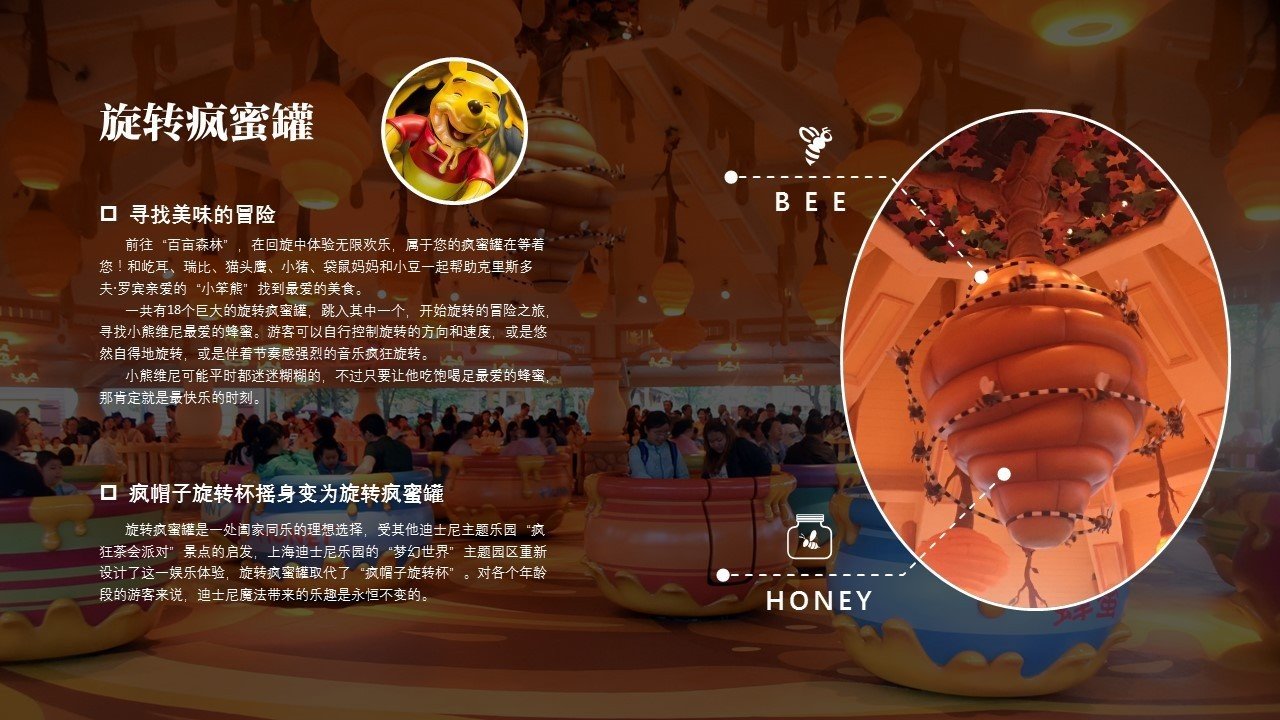 旋转疯蜜罐
寻找美味的冒险
前往“百亩森林”，在回旋中体验无限欢乐，属于您的疯蜜罐在等着
您！和屹耳、瑞比、猫头鹰、小猪、袋鼠妈妈和小豆一起帮助克里斯多
夫·罗宾亲爱的“小笨熊”找到最爱的美食。
一共有18个巨大的旋转疯蜜罐，跳入其中一个，开始旋转的冒险之旅，
寻找小熊维尼最爱的蜂蜜。游客可以自行控制旋转的方向和速度，或是悠
然自得地旋转，或是伴着节奏感强烈的音乐疯狂旋转。
小熊维尼可能平时都迷迷糊糊的，不过只要让他吃饱喝足最爱的蜂蜜，
那肯定就是最快乐的时刻。
疯帽子旋转杯摇身变为旋转疯蜜罐
旋转疯蜜罐是一处阖家同乐的理想选择，受其他迪士尼主题乐园“疯
狂茶会派对”景点的启发，上海迪士尼乐园的“梦幻世界”主题园区重新
设计了这一娱乐体验，旋转疯蜜罐取代了“疯帽子旋转杯”。对各个年龄
段的游客来说，迪士尼魔法带来的乐趣是永恒不变的。
BEE
HONEY